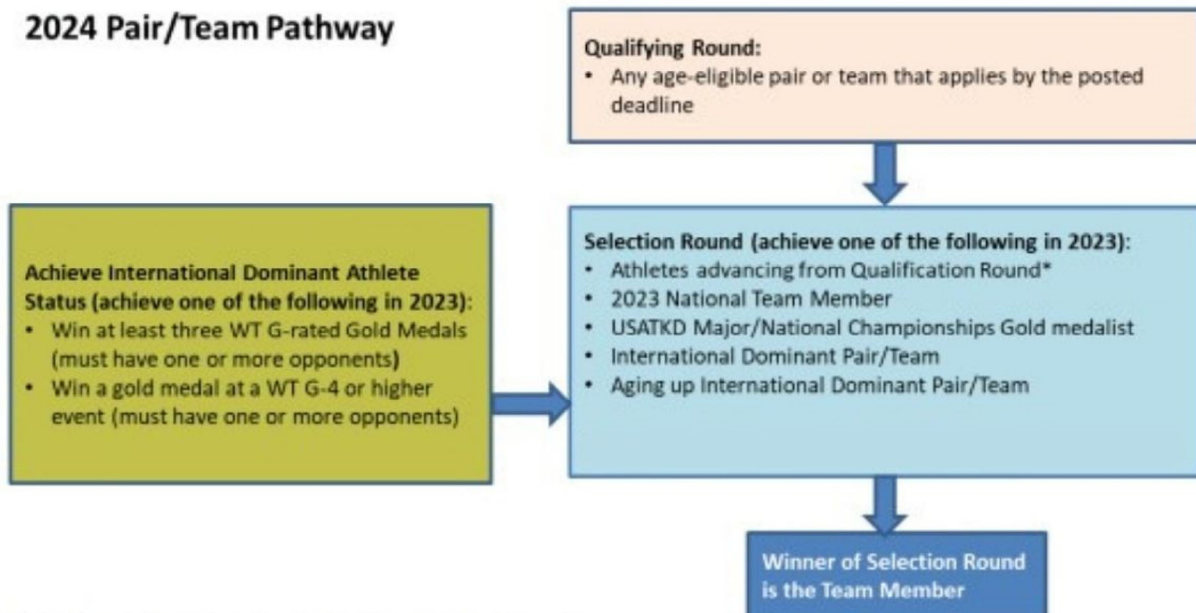 2024 Pair/Team Pathway
Qualifying Round:
• Any age-eligible pair or team that applies by the posted
deadline
Achieve International Dominant Athlete
Status (achieve one of the following in 2023):
• Win at least three WT G-rated Gold Medals
(must have one or more opponents)
• Win a gold medal at a WT G-4 or higher
event (must have one or more opponents)
Selection Round (achieve one of the following in 2023):
• Athletes advancing from Qualification Round*
• 2023 National Team Member
• USATKD Major/National Championships Gold medalist
• International Dominant Pair/Team
• Aging up International Dominant Pair/Team
Winner of Selection Round
is the Team Member